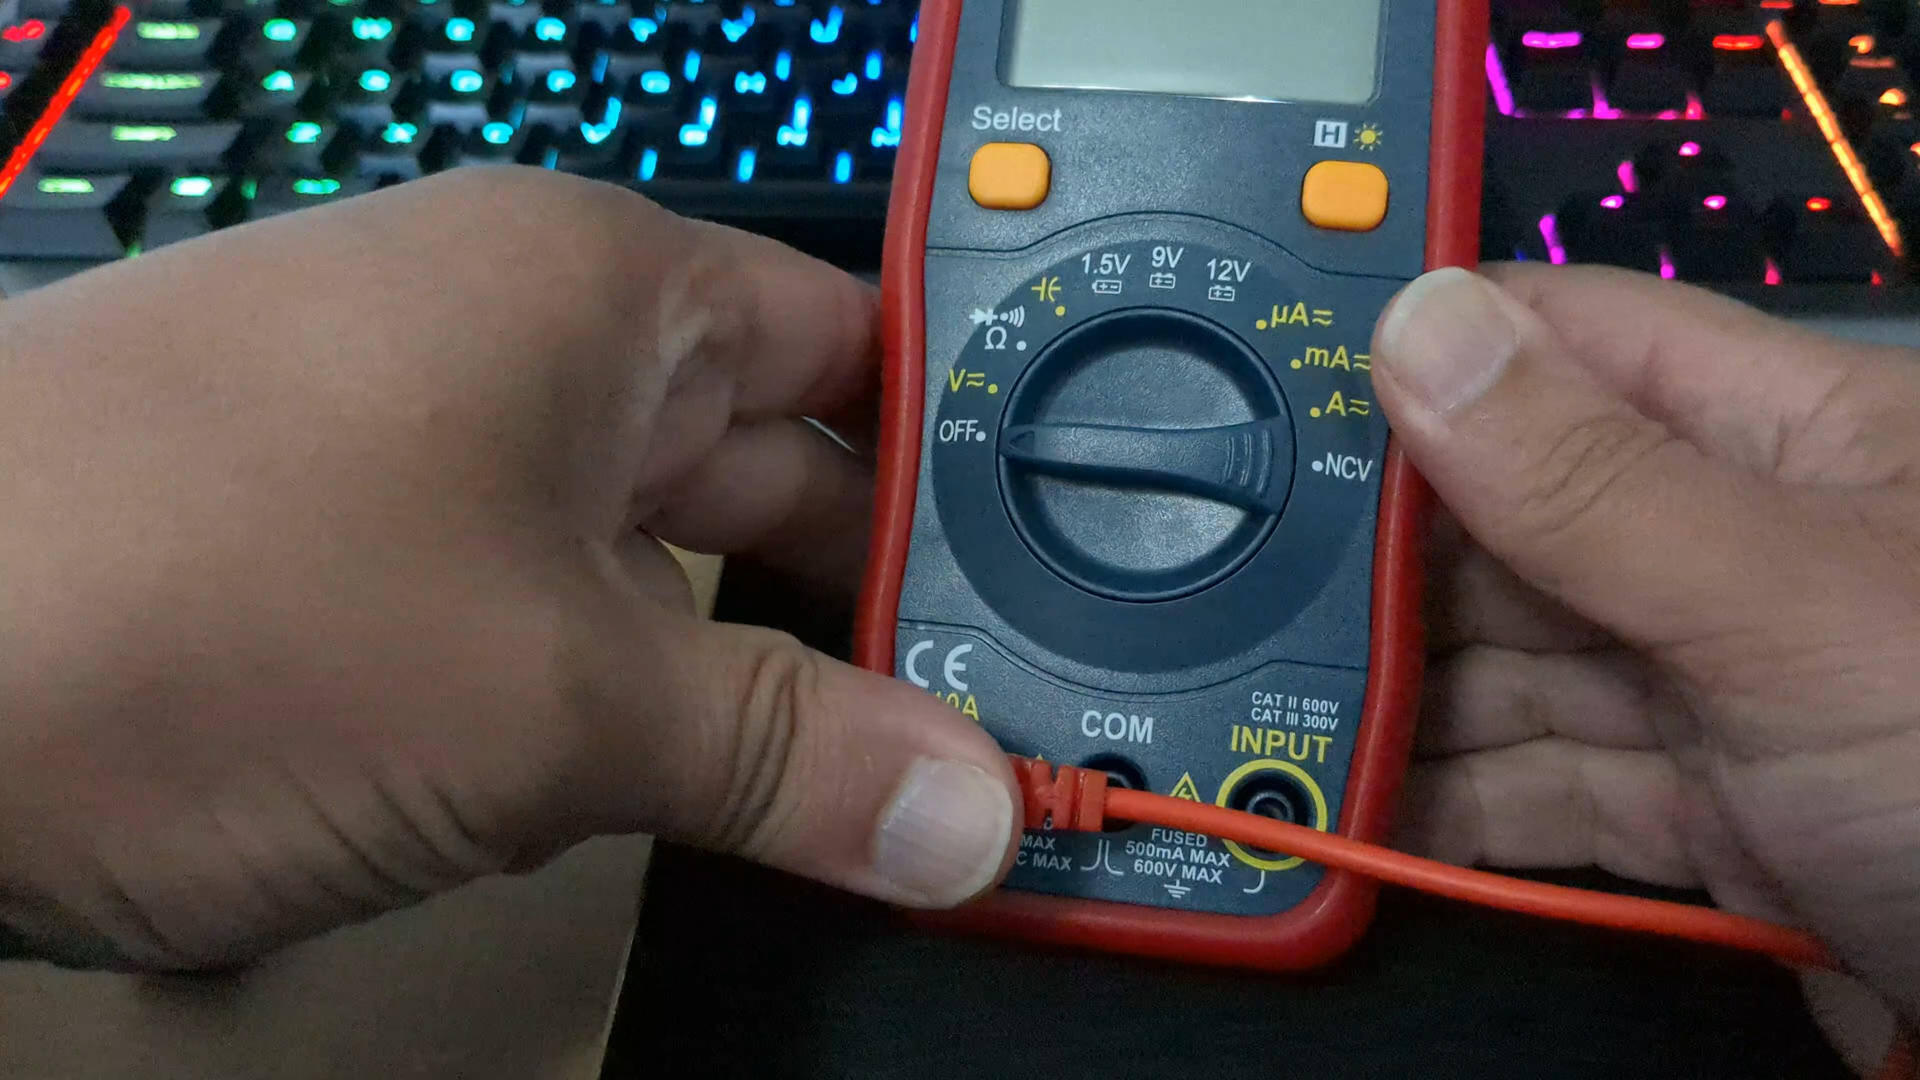 Select
H
1.5V
9V
12V
µA
mA
A
NCV
Ω
V
OFF
CE
10A
COM
CAT II 600V
CAT III 300V
INPUT
MAX
C MAX
FUSED
500mA MAX
600V MAX